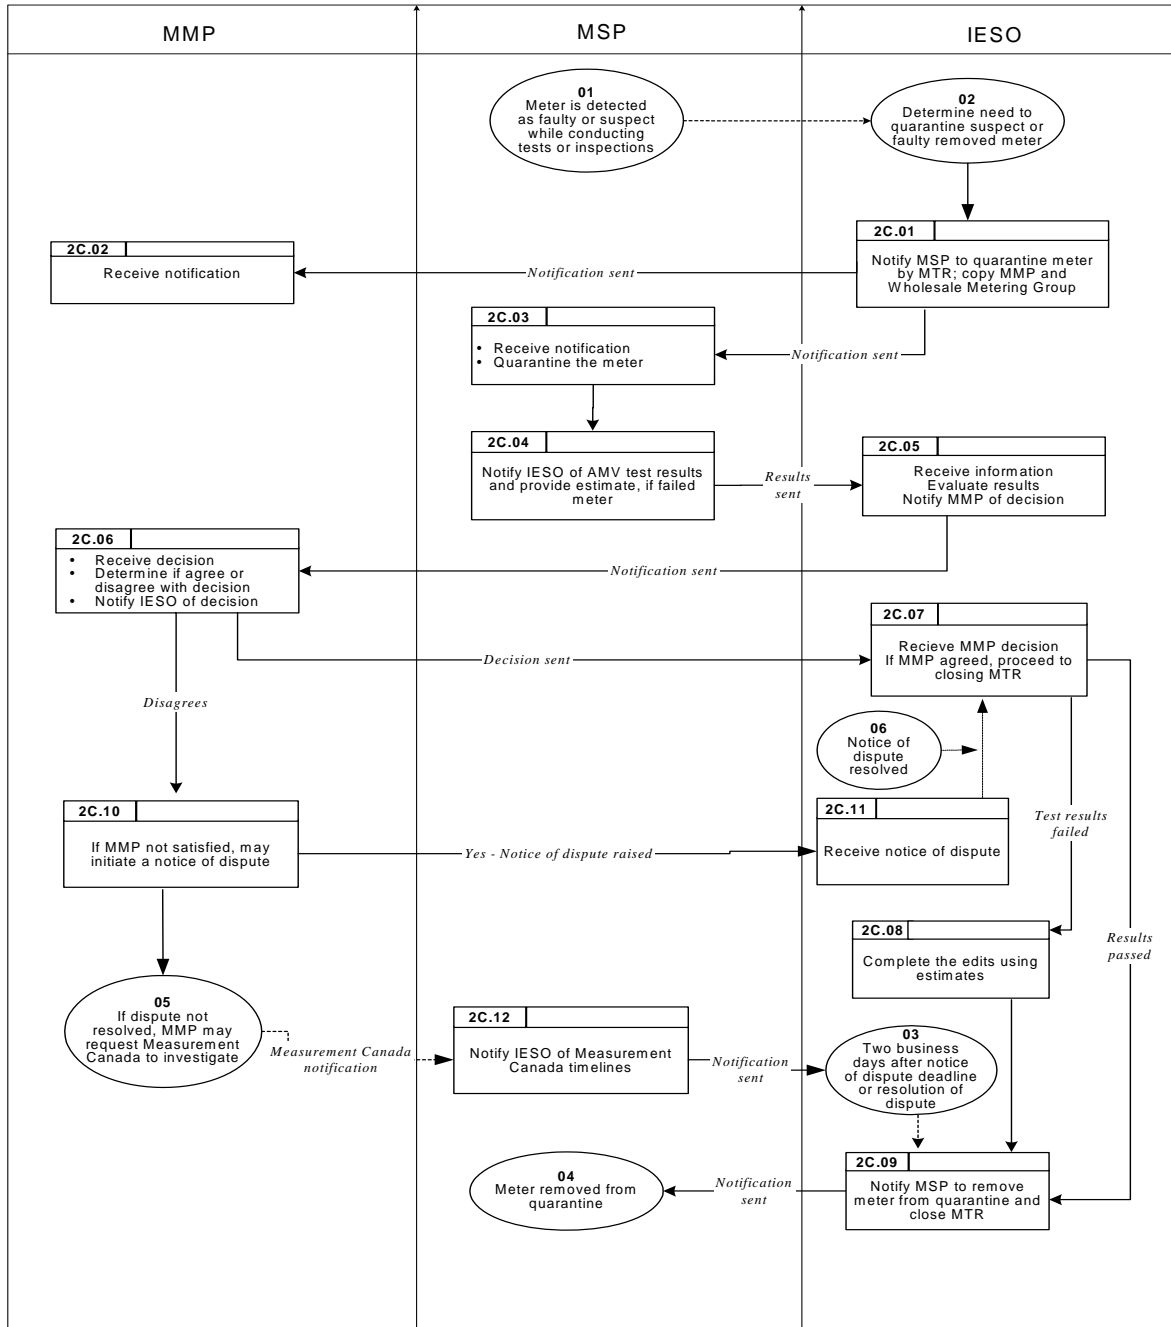 MMP
MSP
IESO
01
Meter is detected
as faulty or suspect
while conducting
tests or inspections
02
Determine need to
quarantine suspect or
faulty removed meter
2C.01
Notify MSP to quarantine meter
by MTR; copy MMP and
Wholesale Metering Group
Notification sent
2C.02
Receive notification
2C.03
• Receive notification
• Quarantine the meter
Notification sent
2C.04
Notify IESO of AMV test results
and provide estimate, if failed
meter
Results
sent
2C.05
Receive information
Evaluate results
Notify MMP of decision
Notification sent
2C.06
• Receive decision
• Determine if agree or
disagree with decision
• Notify IESO of decision
Decision sent
2C.07
Recieve MMP decision
If MMP agreed, proceed to
closing MTR
Disagrees
06
Notice of
dispute
resolved
2C.10
If MMP not satisfied, may
initiate a notice of dispute
Yes - Notice of dispute raised
2C.11
Receive notice of dispute
Test results
failed
2C.08
Complete the edits using
estimates
Results
passed
05
If dispute not
resolved, MMP may
request Measurement
Canada to investigate
Measurement Canada
notification
2C.12
Notify IESO of Measurement
Canada timelines
Notification
sent
03
Two business
days after notice
of dispute deadline
or resolution of
dispute
2C.09
Notify MSP to remove
meter from quarantine and
close MTR
Notification
sent
04
Meter removed from
quarantine